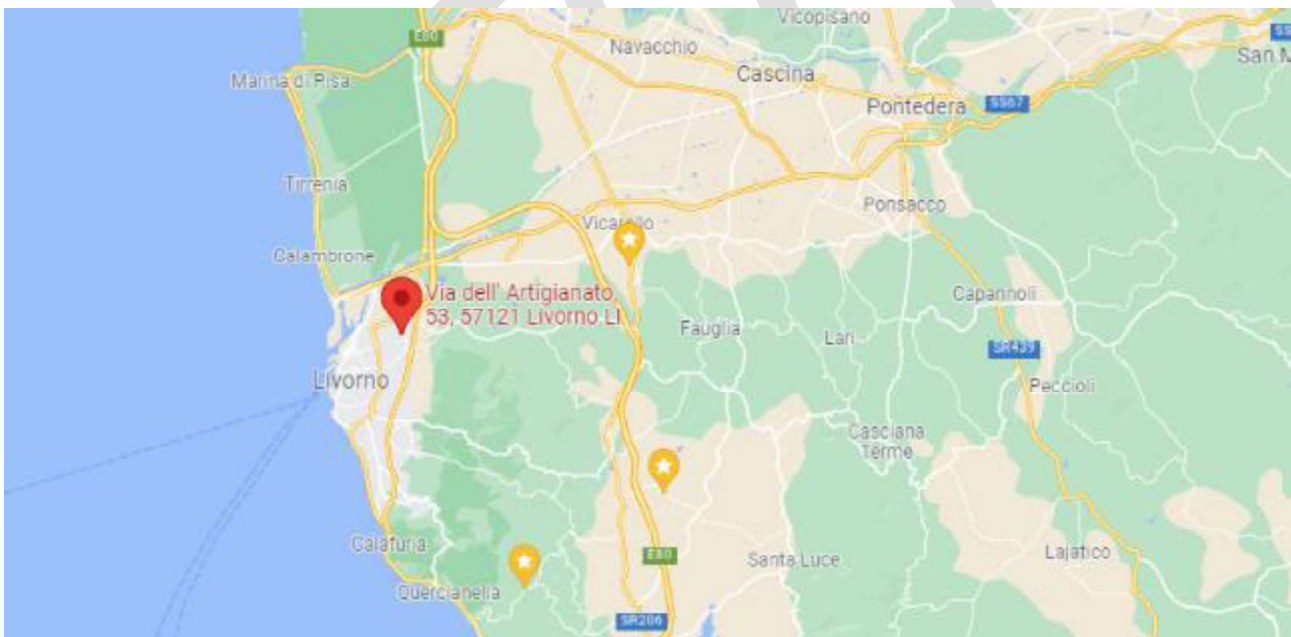 Vicopisano
E80
Navacchio
SS67
San M
Cascina
Marina di Pisa
Pontedera
SS67
Tirrenia
Ponsacco
Vicarello
Calambrone
Via dell' Artigianato,
53, 57121 Livorno LI
Capannoli
Fauglia
Lari
SR439
Livorno
Peccioli
Casciana
Terme
Calafuria
E80
Santa Luce
Lajatico
Quercianella
SR206